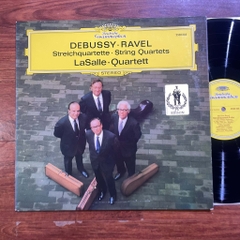 DEBUSSY · RAVEL
Streichquartette · String Quartets
LaSalle-Quartett
STEREO